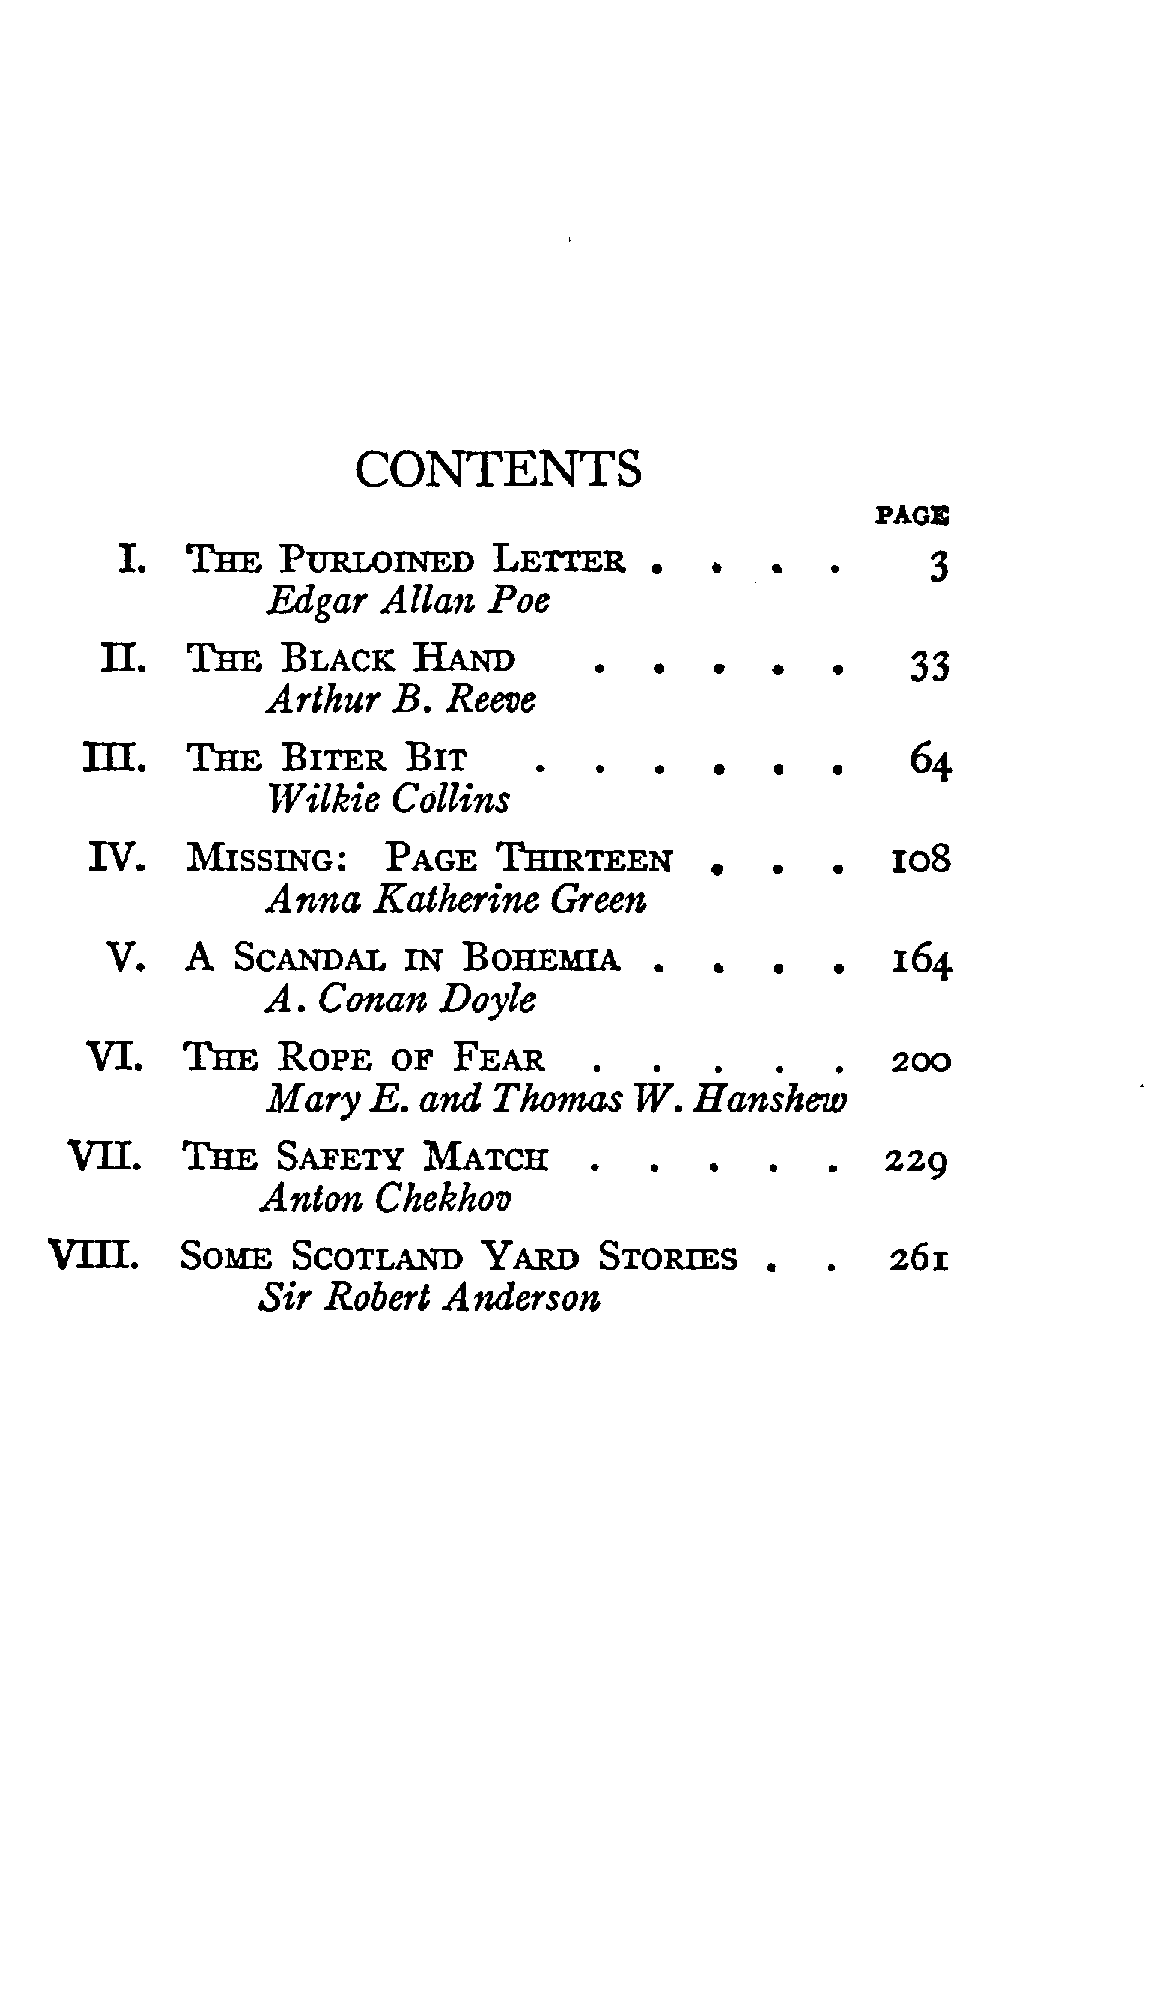 CONTENTS
PAGE
I. The Purloined Letter . . . . 3
Edgar Allan Poe
II. The Black Hand . . . . . 33
Arthur B. Reeve
III. The Biter Bit . . . . . . 64
Wilkie Collins
IV. Missing: Page Thirteen . . . 108
Anna Katherine Green
V. A Scandal in Bohemia . . . . 164
A. Conan Doyle
VI. The Rope of Fear . . . . . 200
Mary E. and Thomas W. Hanshew
VII. The Safety Match . . . . . 229
Anton Chekhov
VIII. Some Scotland Yard Stories . . 261
Sir Robert Anderson